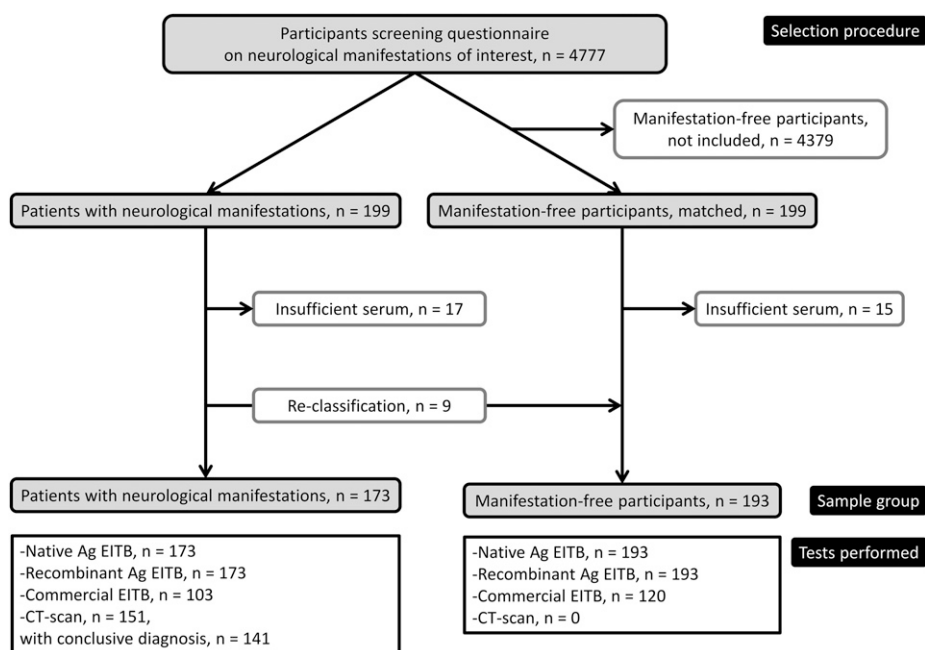 Participants screening questionnaire
on neurological manifestations of interest, n = 4777
Selection procedure
Manifestation-free participants,
not included, n = 4379
Patients with neurological manifestations, n = 199
Manifestation-free participants, matched, n = 199
Insufficient serum, n = 17
Insufficient serum, n = 15
Re-classification, n = 9
Patients with neurological manifestations, n = 173
Manifestation-free participants, n = 193
Sample group
-Native Ag EITB, n = 173
-Recombinant Ag EITB, n = 173
-Commercial EITB, n = 103
-CT-scan, n = 151,
with conclusive diagnosis, n = 141
-Native Ag EITB, n = 193
-Recombinant Ag EITB, n = 193
-Commercial EITB, n = 120
-CT-scan, n = 0
Tests performed